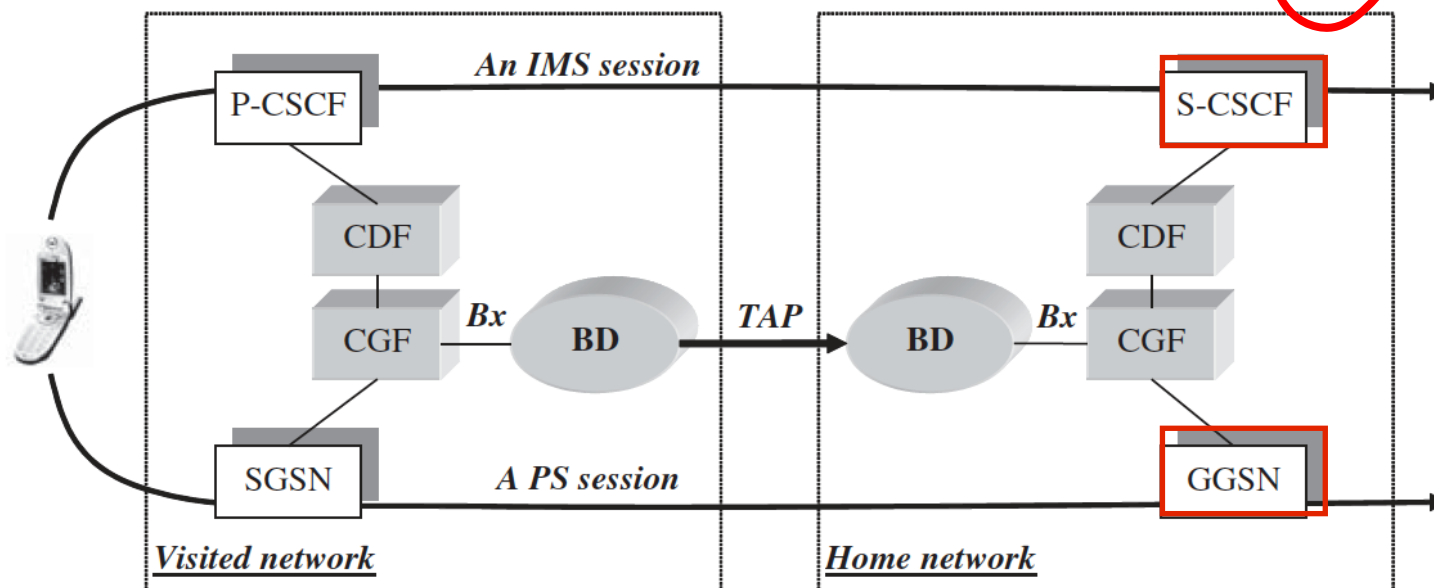 An IMS session
P-CSCF
S-CSCF
CDF
CDF
Bx
BD
TAP
BD
Bx
CGF
CGF
SGSN
A PS session
GGSN
Visited network
Home network